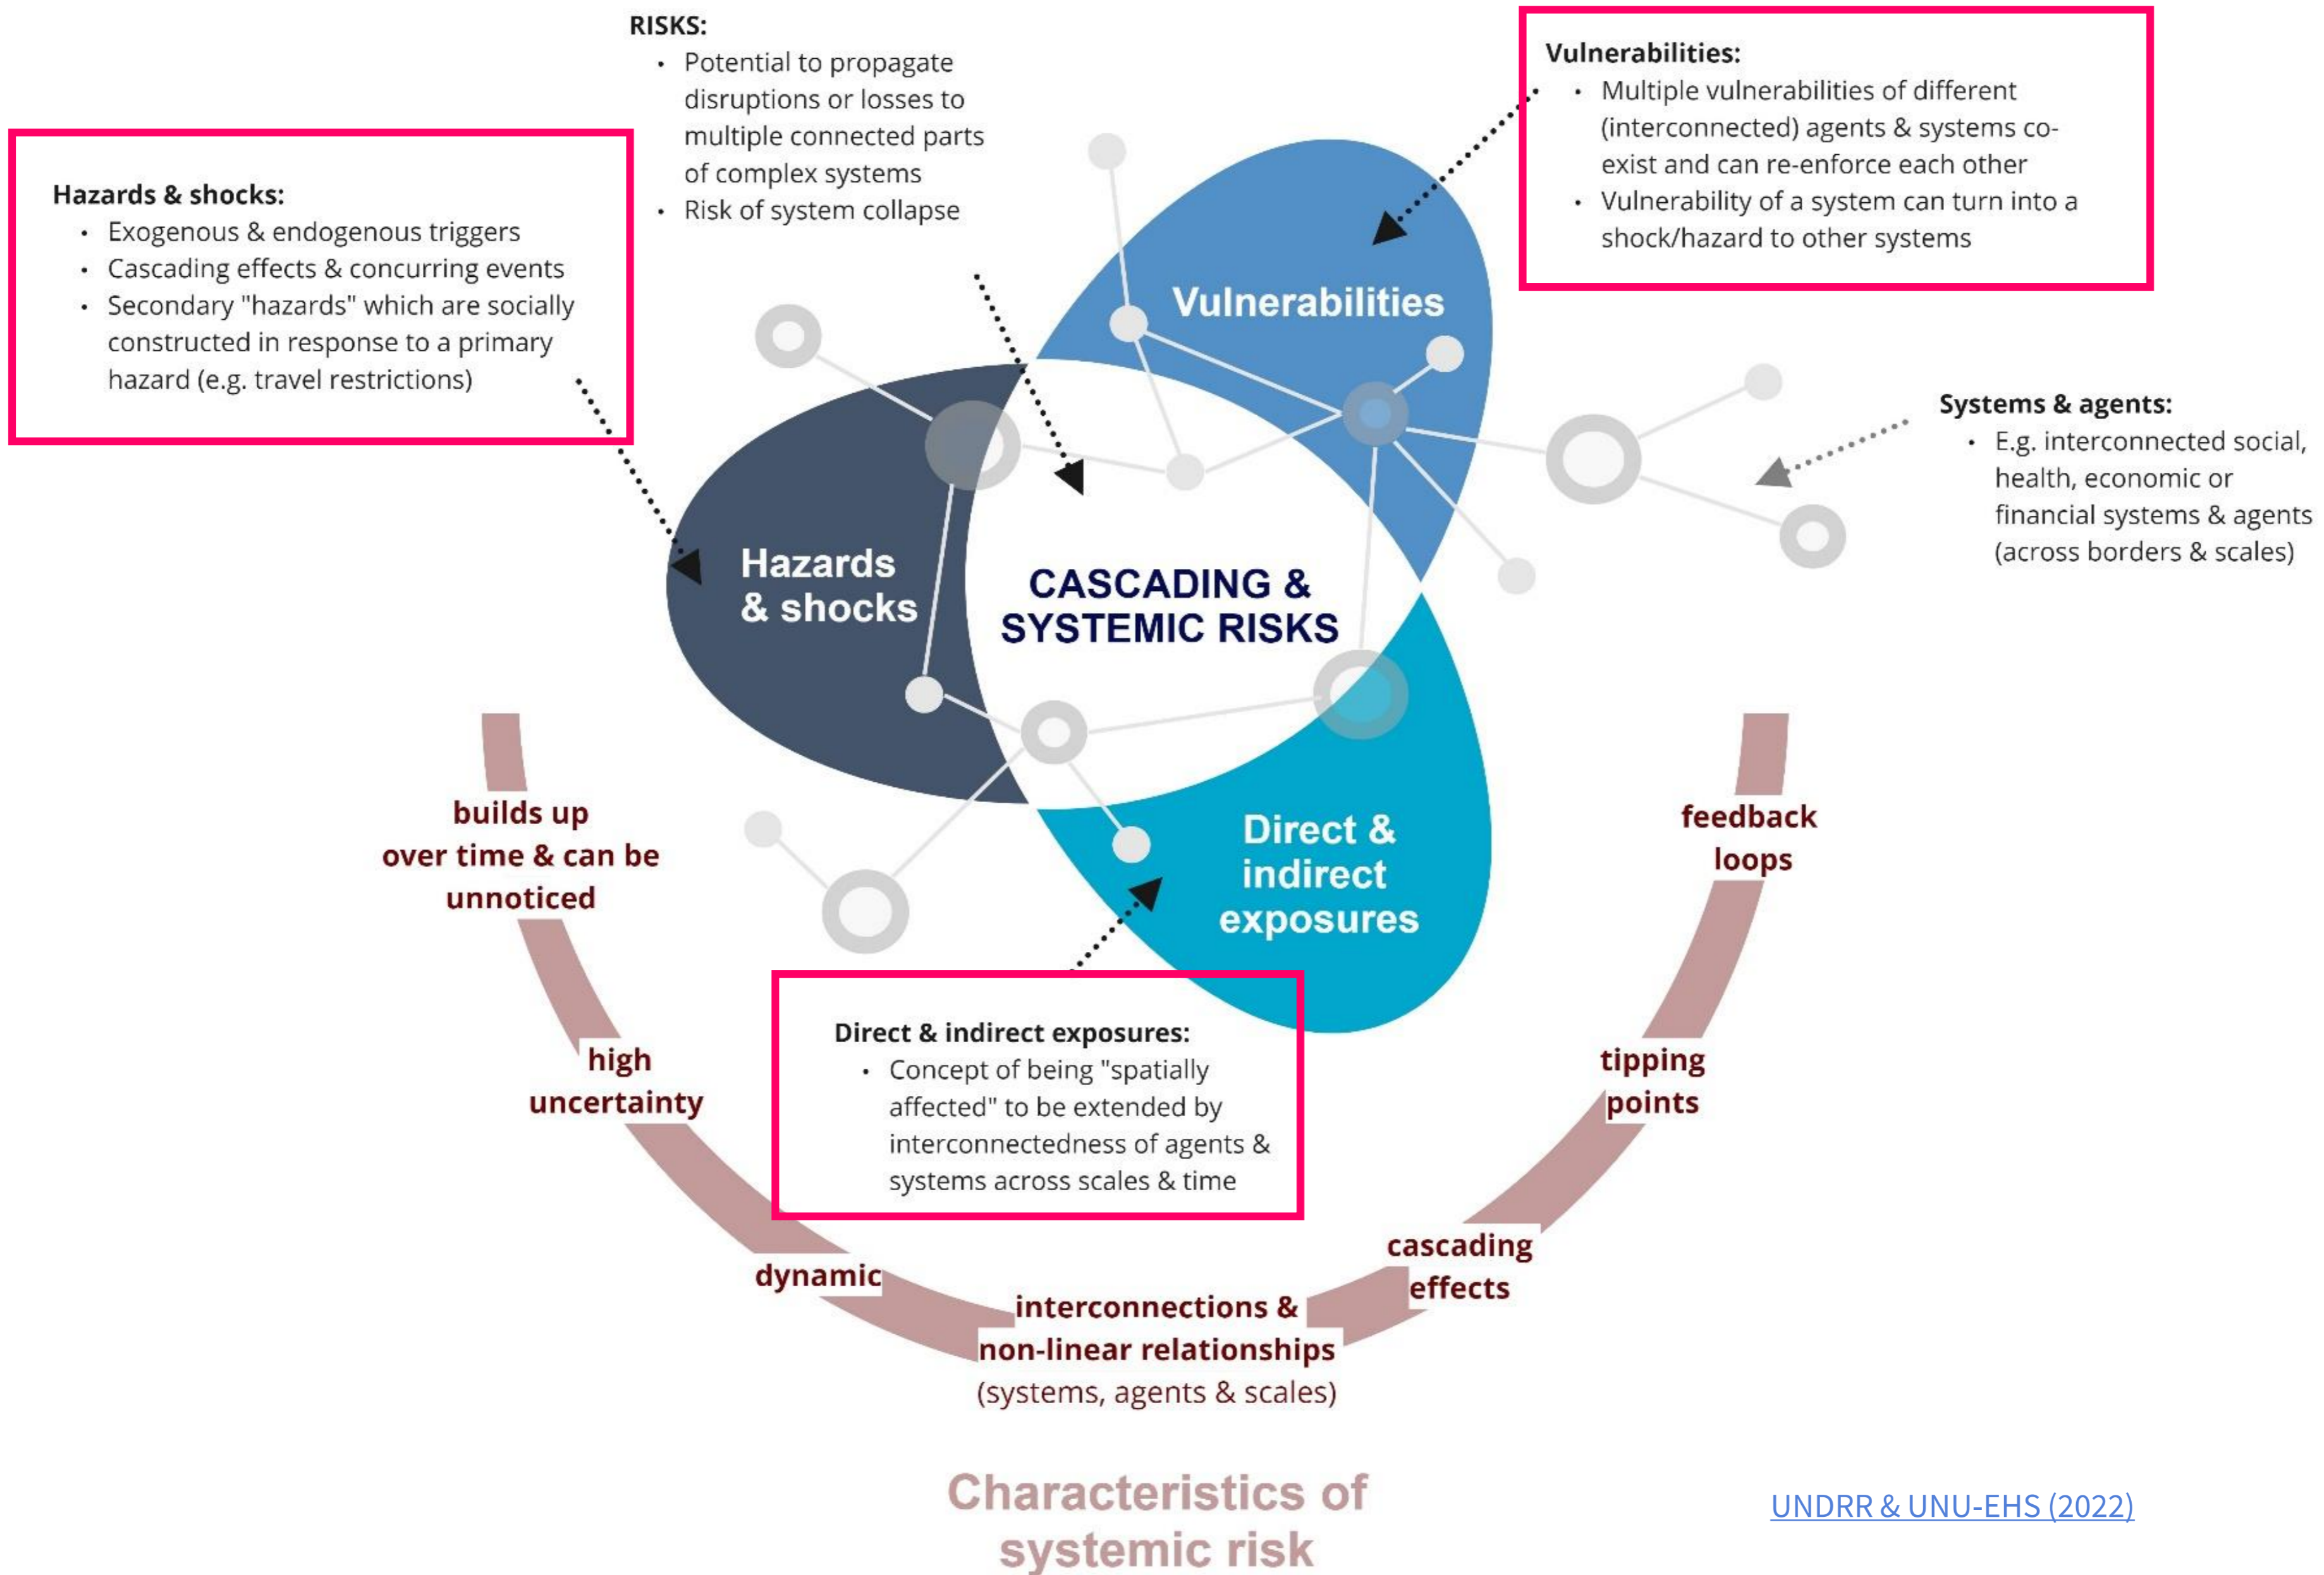 RISKS:
• Potential to propagate
disruptions or losses to
multiple connected parts
of complex systems
• Risk of system collapse
Vulnerabilities:
• Multiple vulnerabilities of different
(interconnected) agents & systems co-
exist and can re-enforce each other
• Vulnerability of a system can turn into a
shock/hazard to other systems
Hazards & shocks:
• Exogenous & endogenous triggers
• Cascading effects & concurring events
• Secondary "hazards" which are socially
constructed in response to a primary
hazard (e.g. travel restrictions)
Vulnerabilities
Systems & agents:
• E.g. interconnected social,
health, economic or
financial systems & agents
(across borders & scales)
Hazards
& shocks
CASCADING &
SYSTEMIC RISKS
Direct &
indirect
exposures
Direct & indirect exposures:
• Concept of being "spatially
affected" to be extended by
interconnectedness of agents &
systems across scales & time
builds up
over time & can be
unnoticed
high
uncertainty
dynamic
interconnections &
non-linear relationships
(systems, agents & scales)
cascading
effects
tipping
points
feedback
loops
Characteristics of
systemic risk
UNDRR & UNU-EHS (2022)